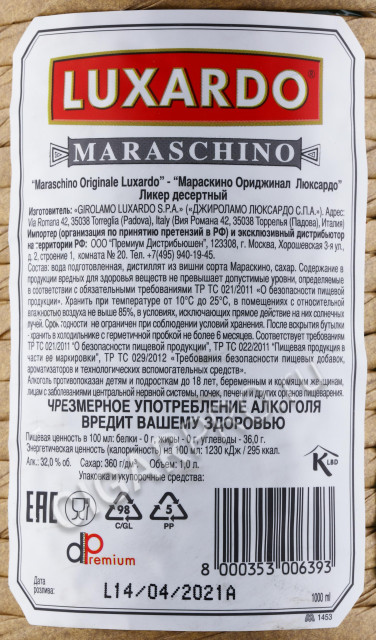 LUXARDO®
MARASCHINO
“Maraschino Originale Luxardo” - “Мараскино Ориджинал Люксардо”
Ликер десертный
Изготовитель: «GIROLAMO LUXARDO S.P.A.» («ДЖИРОЛАМО ЛЮКСАРДО С.П.А.»). Адрес:
Via Romana 42, 35038 Torreglia (Padova), Italy (Виа Романа 42, 35038 Торрелья (Падова), Италия)
Импортер (организация по принятию претензий в РФ) и эксклюзивный дистрибьютор
на территории РФ: ООО “Премиум Дистрибьюшен”, 123308, г. Москва, Хорошевская 3-я ул.,
д. 2, строение 1, комната № 20. Тел. +7(495) 940-19-45.
Состав: вода подготовленная, дистиллят из вишни сорта Мараско, сахар. Содержание в
продукции вредных для здоровья веществ не превышает допустимые уровни, определяемые
в соответствии с обязательными требованиями ТР ТС 021/2011 «О безопасности пищевой
продукции». Хранить при температуре от 10°C до 25°C, в помещениях с относительной
влажностью воздуха не выше 85%, в условиях, исключающих прямое действие на них солнечных
лучей. Срок годности не ограничен при соблюдении условий хранения. После вскрытия бутылки
хранить в холодильнике с герметичной пробкой не более 6 месяцев. Соответствует требованиям
ТР ТС 021/2011 “О безопасности пищевой продукции”, ТР ТС 022/2011 “Пищевая продукция в
части ее маркировки”, ТР ТС 029/2012 «Требования безопасности пищевых добавок,
ароматизаторов и технологических вспомогательных средств».
Алкоголь противопоказан детям и подросткам до 18 лет, беременным и кормящим женщинам,
лицам с заболеваниями центральной нервной системы, почек, печени и других органов пищеварения.
ЧРЕЗМЕРНОЕ УПОТРЕБЛЕНИЕ АЛКОГОЛЯ
ВРЕДИТ ВАШЕМУ ЗДОРОВЬЮ
Пищевая ценность в 100 мл: белки - 0 г, жиры - 0 г, углеводы - 36,0 г.
Энергетическая ценность (калорийность) в 100 мл: 1230 кДж / 295 ккал.
Алк.: 32,0 % об. Сахар: 360 г/дм³ Объем: 1,0 л.
Упаковка и укупорочные средства:
K LBD
EAC
98
C/GL
5
PP
dPremium
8 000353 006393
Дата
розлива:
L14/04/2021A
1000 ml
1453